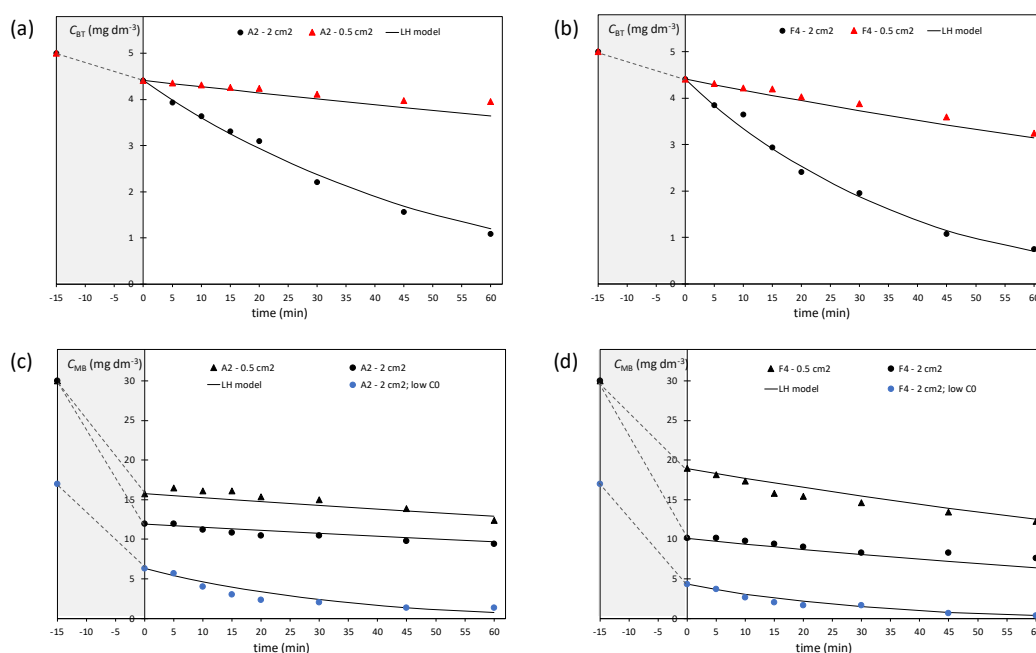 (a)
C_BT (mg dm-3)
A2 - 2 cm2 A2 - 0.5 cm2 LH model
5
4
3
2
1
0
-15 -10 -5 0 5 10 15 20 25 30 35 40 45 50 55 60
time (min)
(b)
C_BT (mg dm-3)
F4 - 2 cm2 F4 - 0.5 cm2 LH model
5
4
3
2
1
0
-15 -10 -5 0 5 10 15 20 25 30 35 40 45 50 55 60
time (min)
(c)
C_MB (mg dm-3)
A2 - 0.5 cm2 A2 - 2 cm2
LH model A2 - 2 cm2; low C0
30
25
20
15
10
5
0
-15 -10 -5 0 5 10 15 20 25 30 35 40 45 50 55 60
time (min)
(d)
C_MB (mg dm-3)
F4 - 0.5 cm2 F4 - 2 cm2
LH model F4 - 2 cm2; low C0
30
25
20
15
10
5
0
-15 -10 -5 0 5 10 15 20 25 30 35 40 45 50 55 60
time (min)